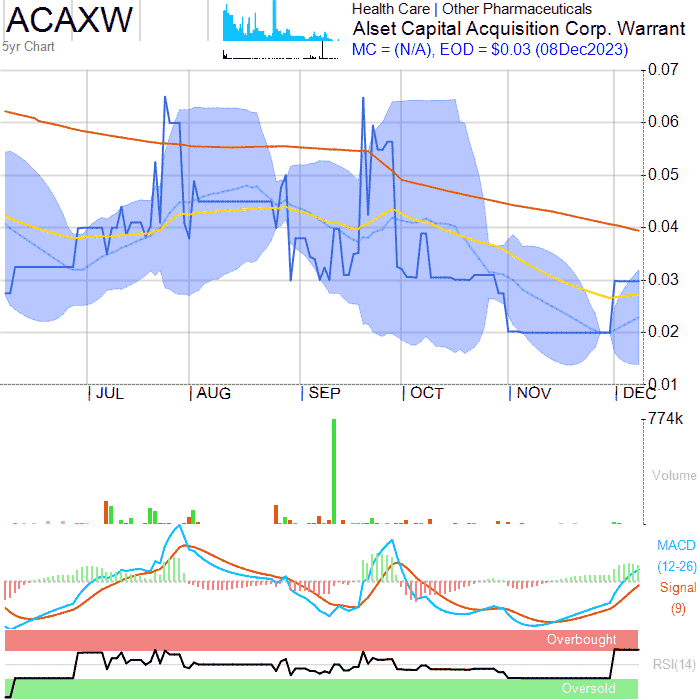 ACAXW
5yr Chart
Health Care | Other Pharmaceuticals
Alset Capital Acquisition Corp. Warrant
MC = (N/A), EOD = $0.03 (08Dec2023)
0.07
0.06
0.05
0.04
0.03
0.02
0.01
JUL AUG SEP OCT NOV DEC
774k
Volume
MACD
(12-26)
Signal
(9)
Overbought
RSI(14)
Oversold